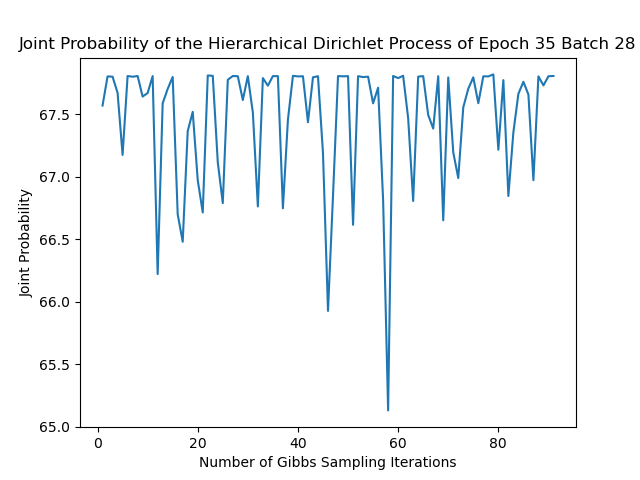 Joint Probability of the Hierarchical Dirichlet Process of Epoch 35 Batch 28
Joint Probability
67.5
67.0
66.5
66.0
65.5
65.0
0 20 40 60 80
Number of Gibbs Sampling Iterations